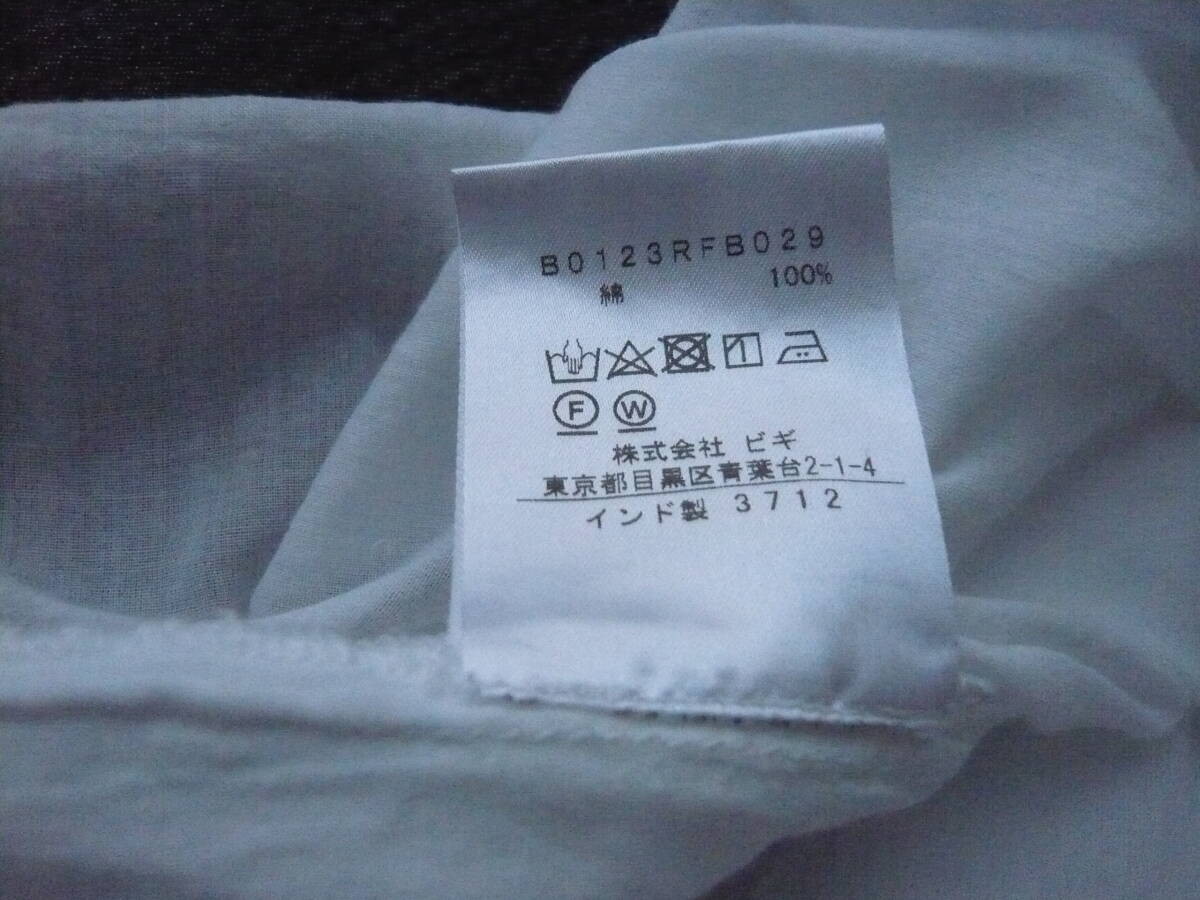 B0123RFB029
綿 100%
F W
株式会社 ビギ
東京都目黒区青葉台2-1-4
インド製 3712